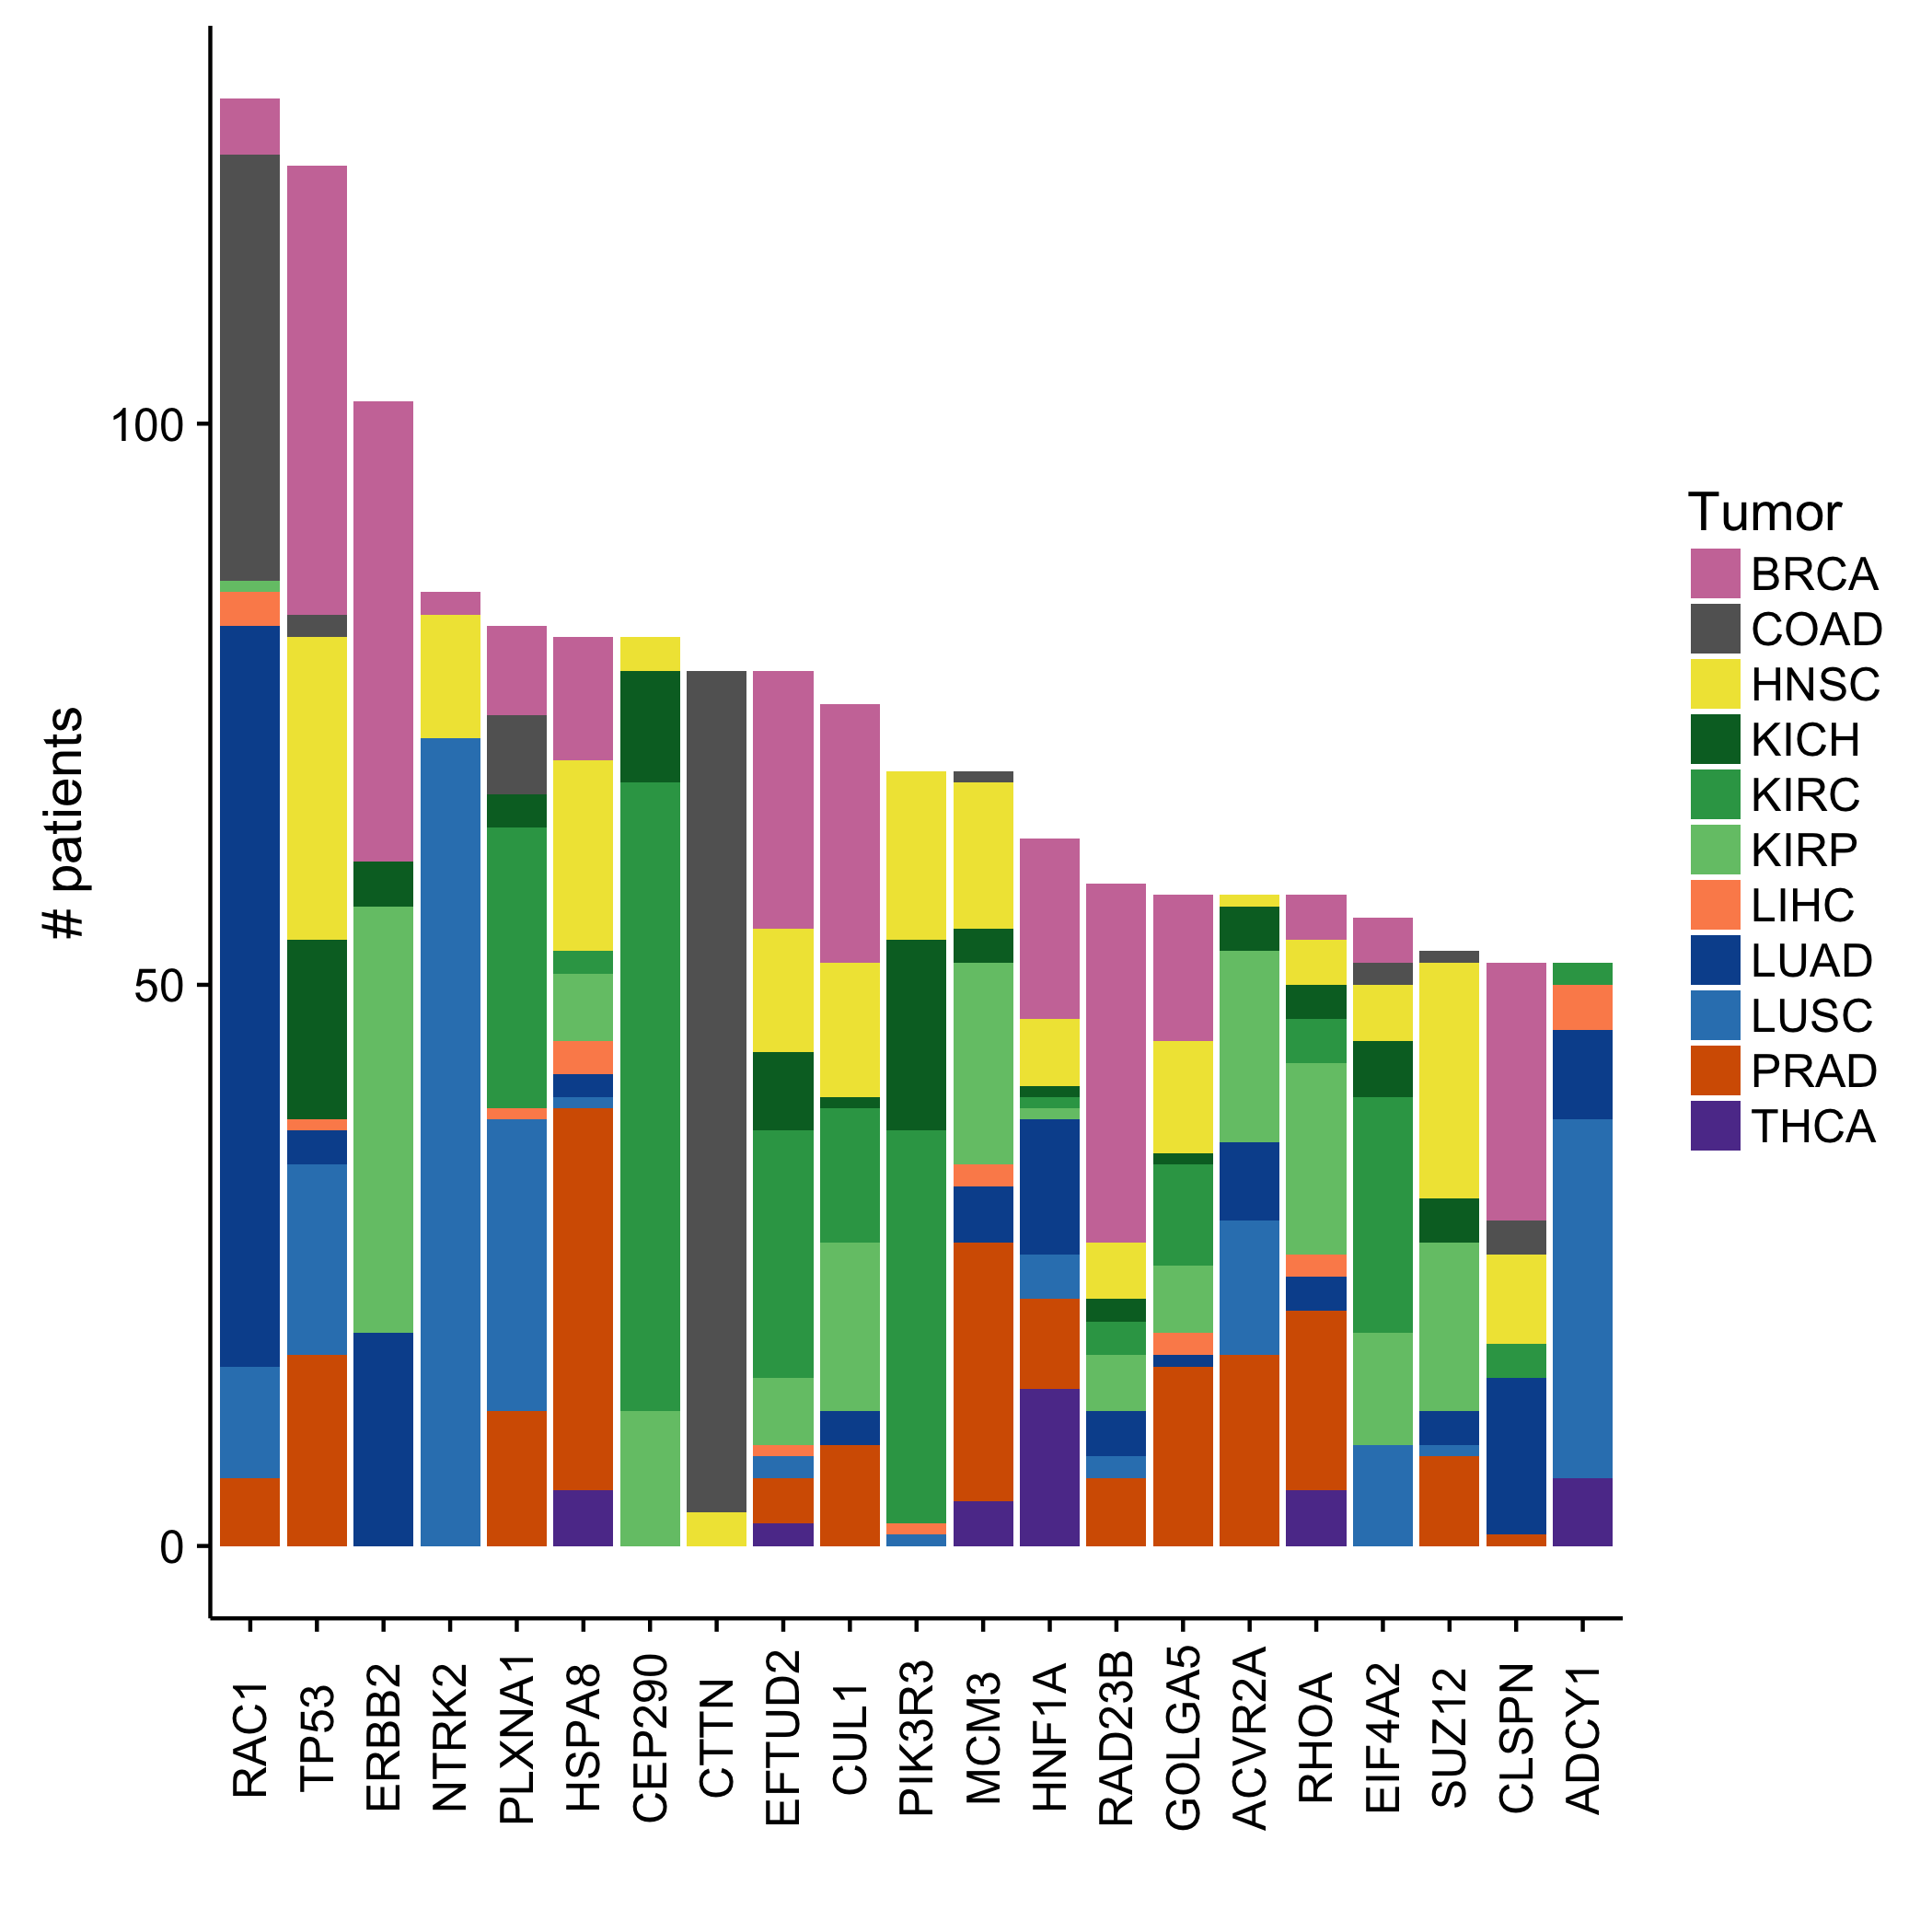 # patients
100
50
0
RAC1
TP53
ERBB2
NTRK2
PLXNA1
HSPA8
CEP290
CTTN
EFTUD2
CUL1
PIK3R3
MCM3
HNF1A
RAD23B
GOLGA5
ACVR2A
RHOA
EIF4A2
SUZ12
CLSPN
ADCY1
Tumor
BRCA
COAD
HNSC
KICH
KIRC
KIRP
LIHC
LUAD
LUSC
PRAD
THCA